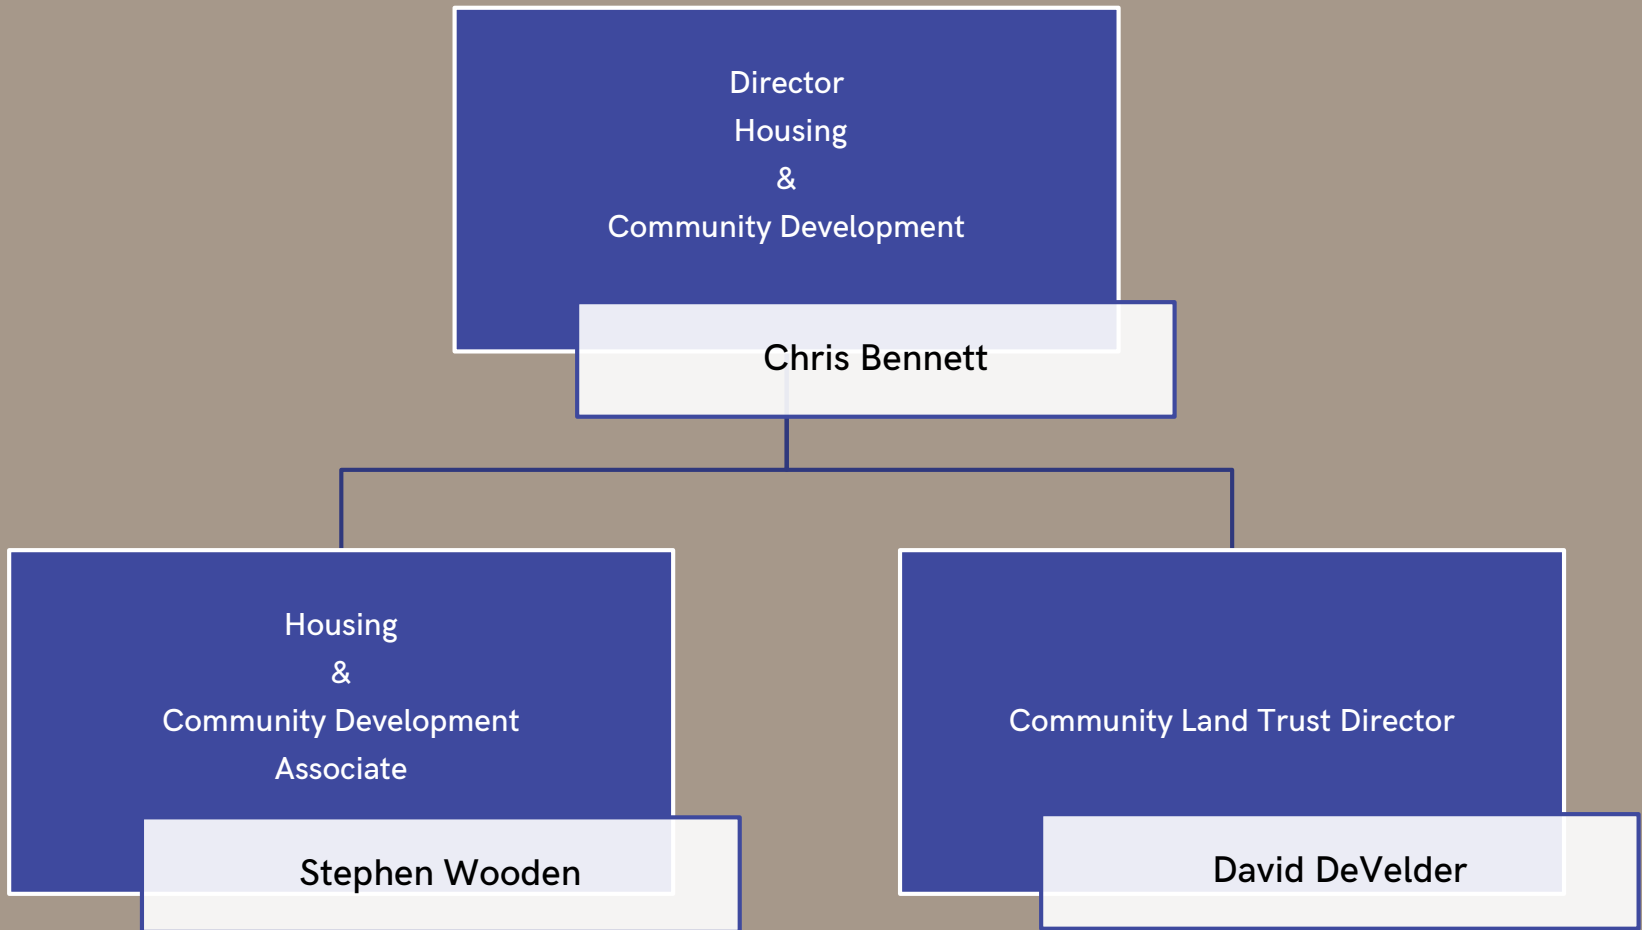 Director
Housing
&
Community Development
Chris Bennett
Housing
&
Community Development
Associate
Stephen Wooden
Community Land Trust Director
David DeVelder